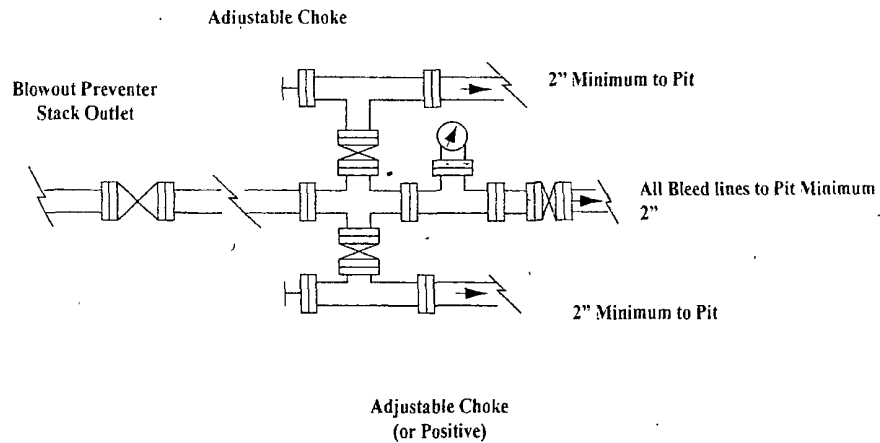 Adjustable Choke
Blowout Preventer
Stack Outlet
2” Minimum to Pit
All Bleed lines to Pit Minimum
2”
2” Minimum to Pit
Adjustable Choke
(or Positive)